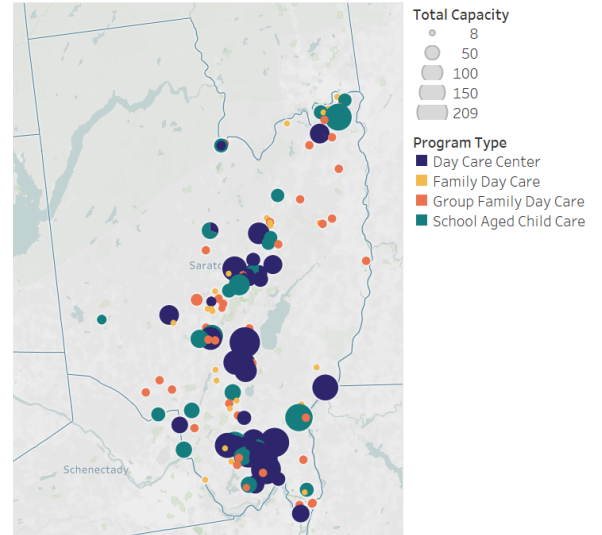 Total Capacity
8
50
100
150
209
Program Type
Day Care Center
Family Day Care
Group Family Day Care
School Aged Child Care
Sarato
Schenectady